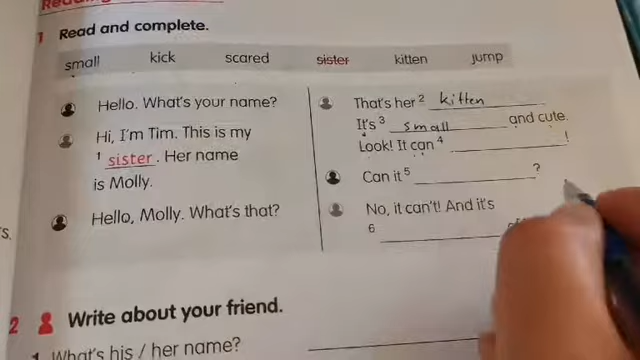 Reading
1 Read and complete.
small kick scared sister kitten jump
Hello. What's your name?
Hi, I'm Tim. This is my
1 sister. Her name
is Molly.
Hello, Molly. What's that?
That's her 2 kitten
It's 3 small and cute.
Look! It can 4 !
Can it 5 ?
No, it can't! And it's
6
2 Write about your friend.
1 What's his / her name?